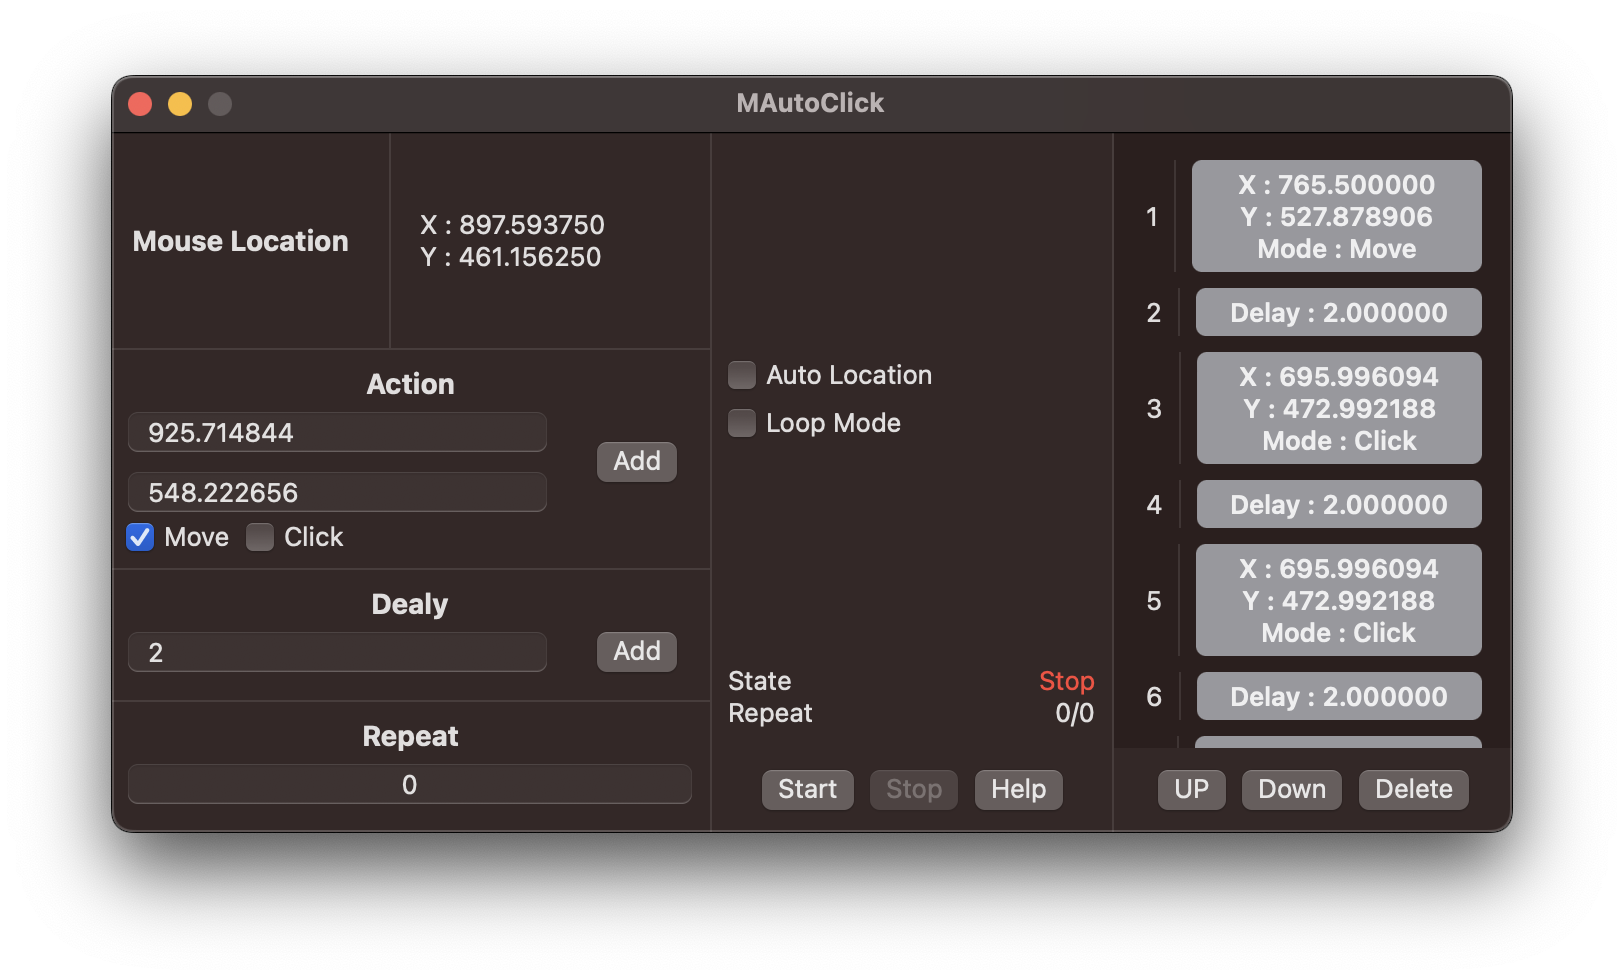 MAutoClick
Mouse Location
X : 897.593750
Y : 461.156250
Action
925.714844
Add
548.222656
Move
Click
Dealy
2
Add
Repeat
0
Auto Location
Loop Mode
State
Stop
Repeat
0/0
Start
Stop
Help
1
X : 765.500000
Y : 527.878906
Mode : Move
2
Delay : 2.000000
3
X : 695.996094
Y : 472.992188
Mode : Click
4
Delay : 2.000000
5
X : 695.996094
Y : 472.992188
Mode : Click
6
Delay : 2.000000
UP
Down
Delete